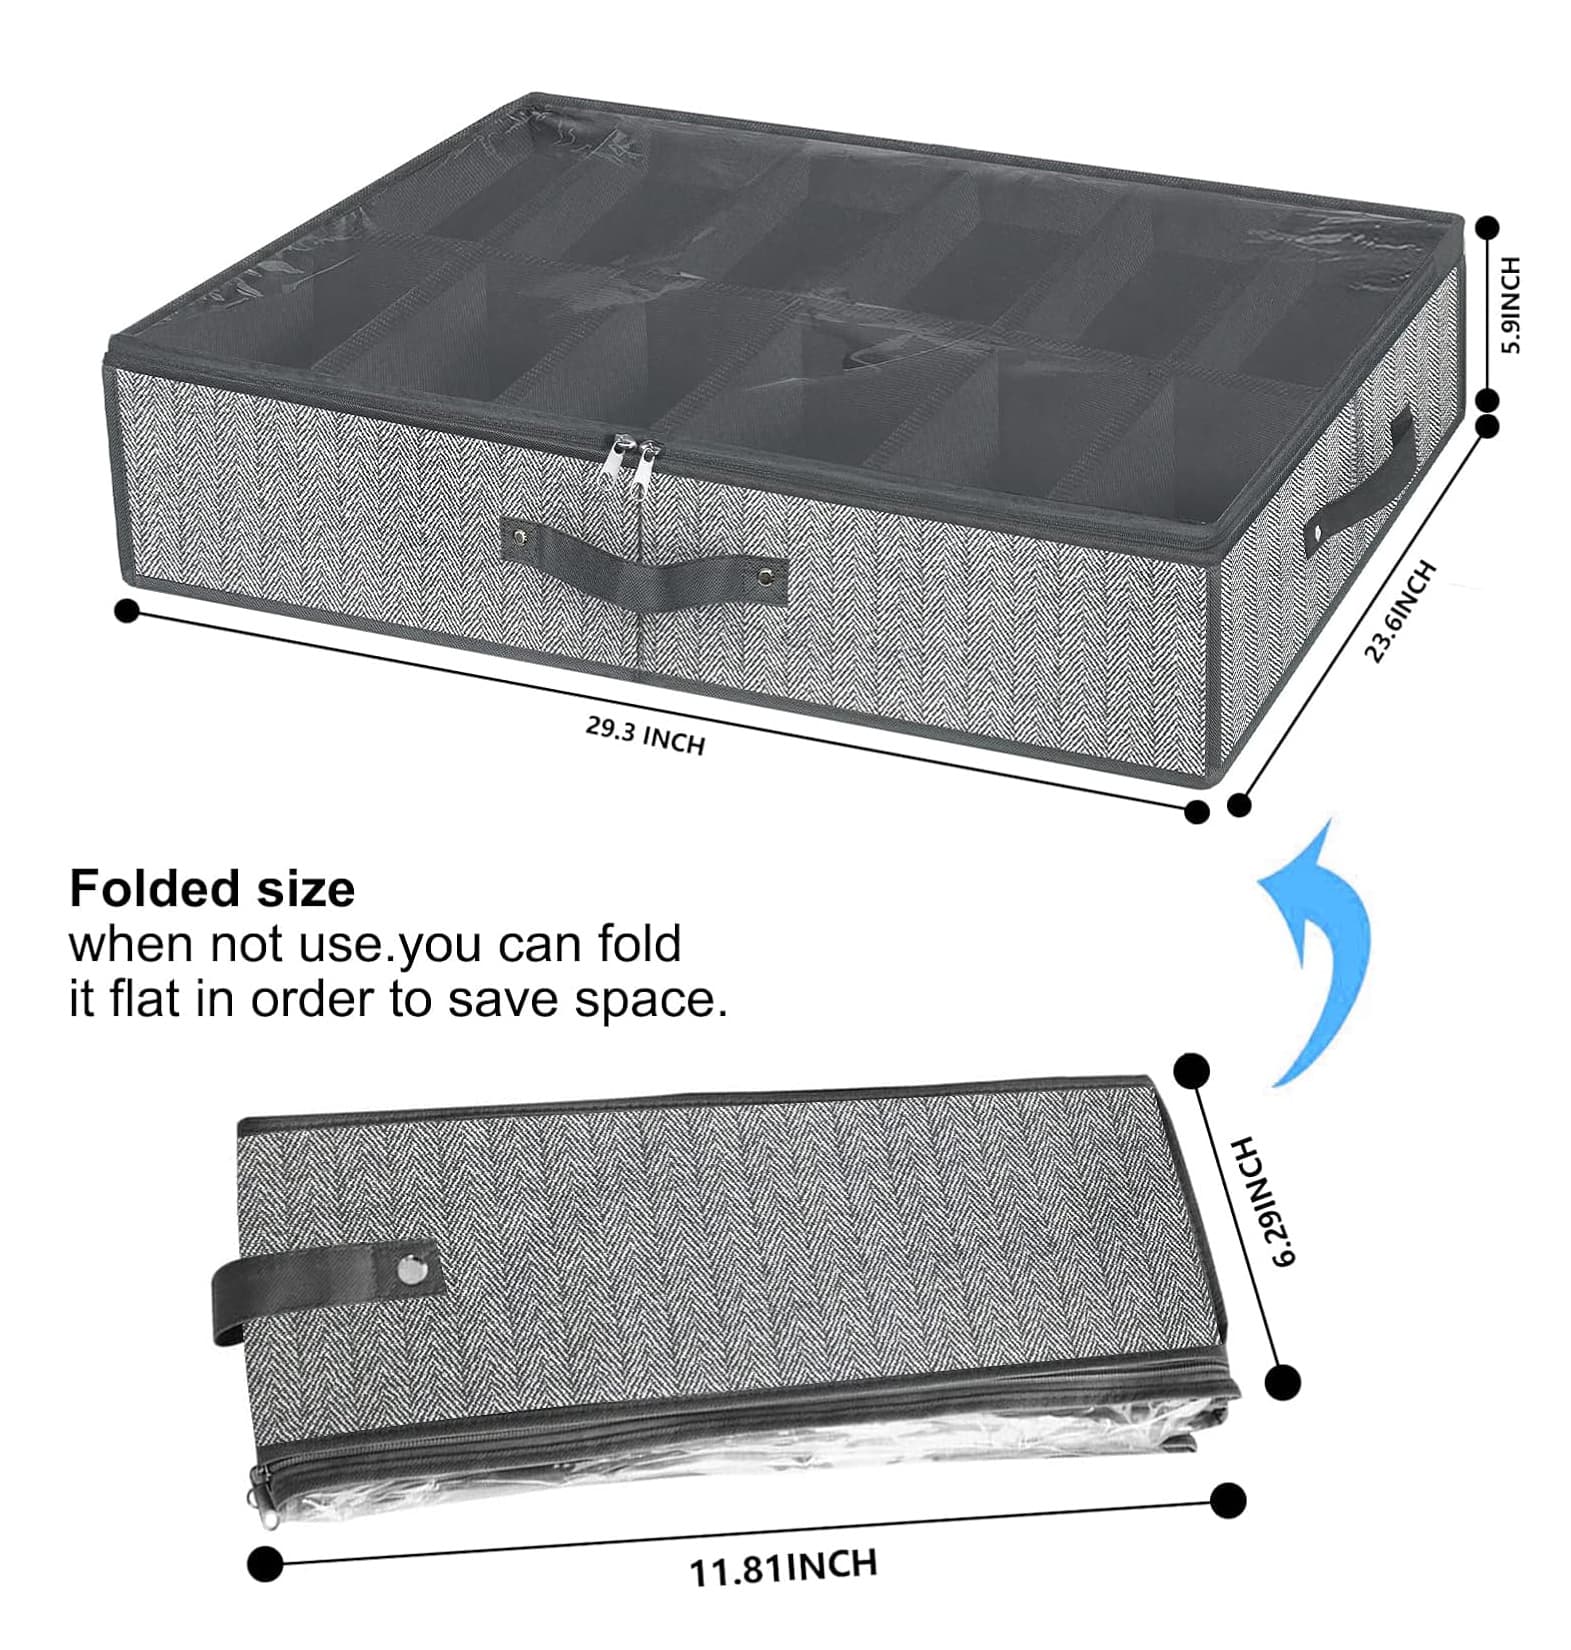 5.9INCH
23.6INCH
29.3 INCH
Folded size
when not use.you can fold
it flat in order to save space.
6.29INCH
11.81INCH